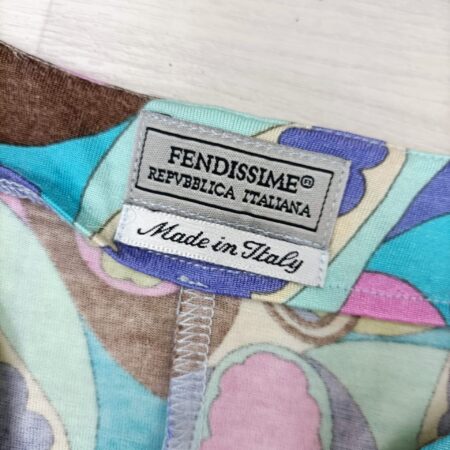 FENDISSIME®
REPVBBLICA ITALIANA
Made in Italy